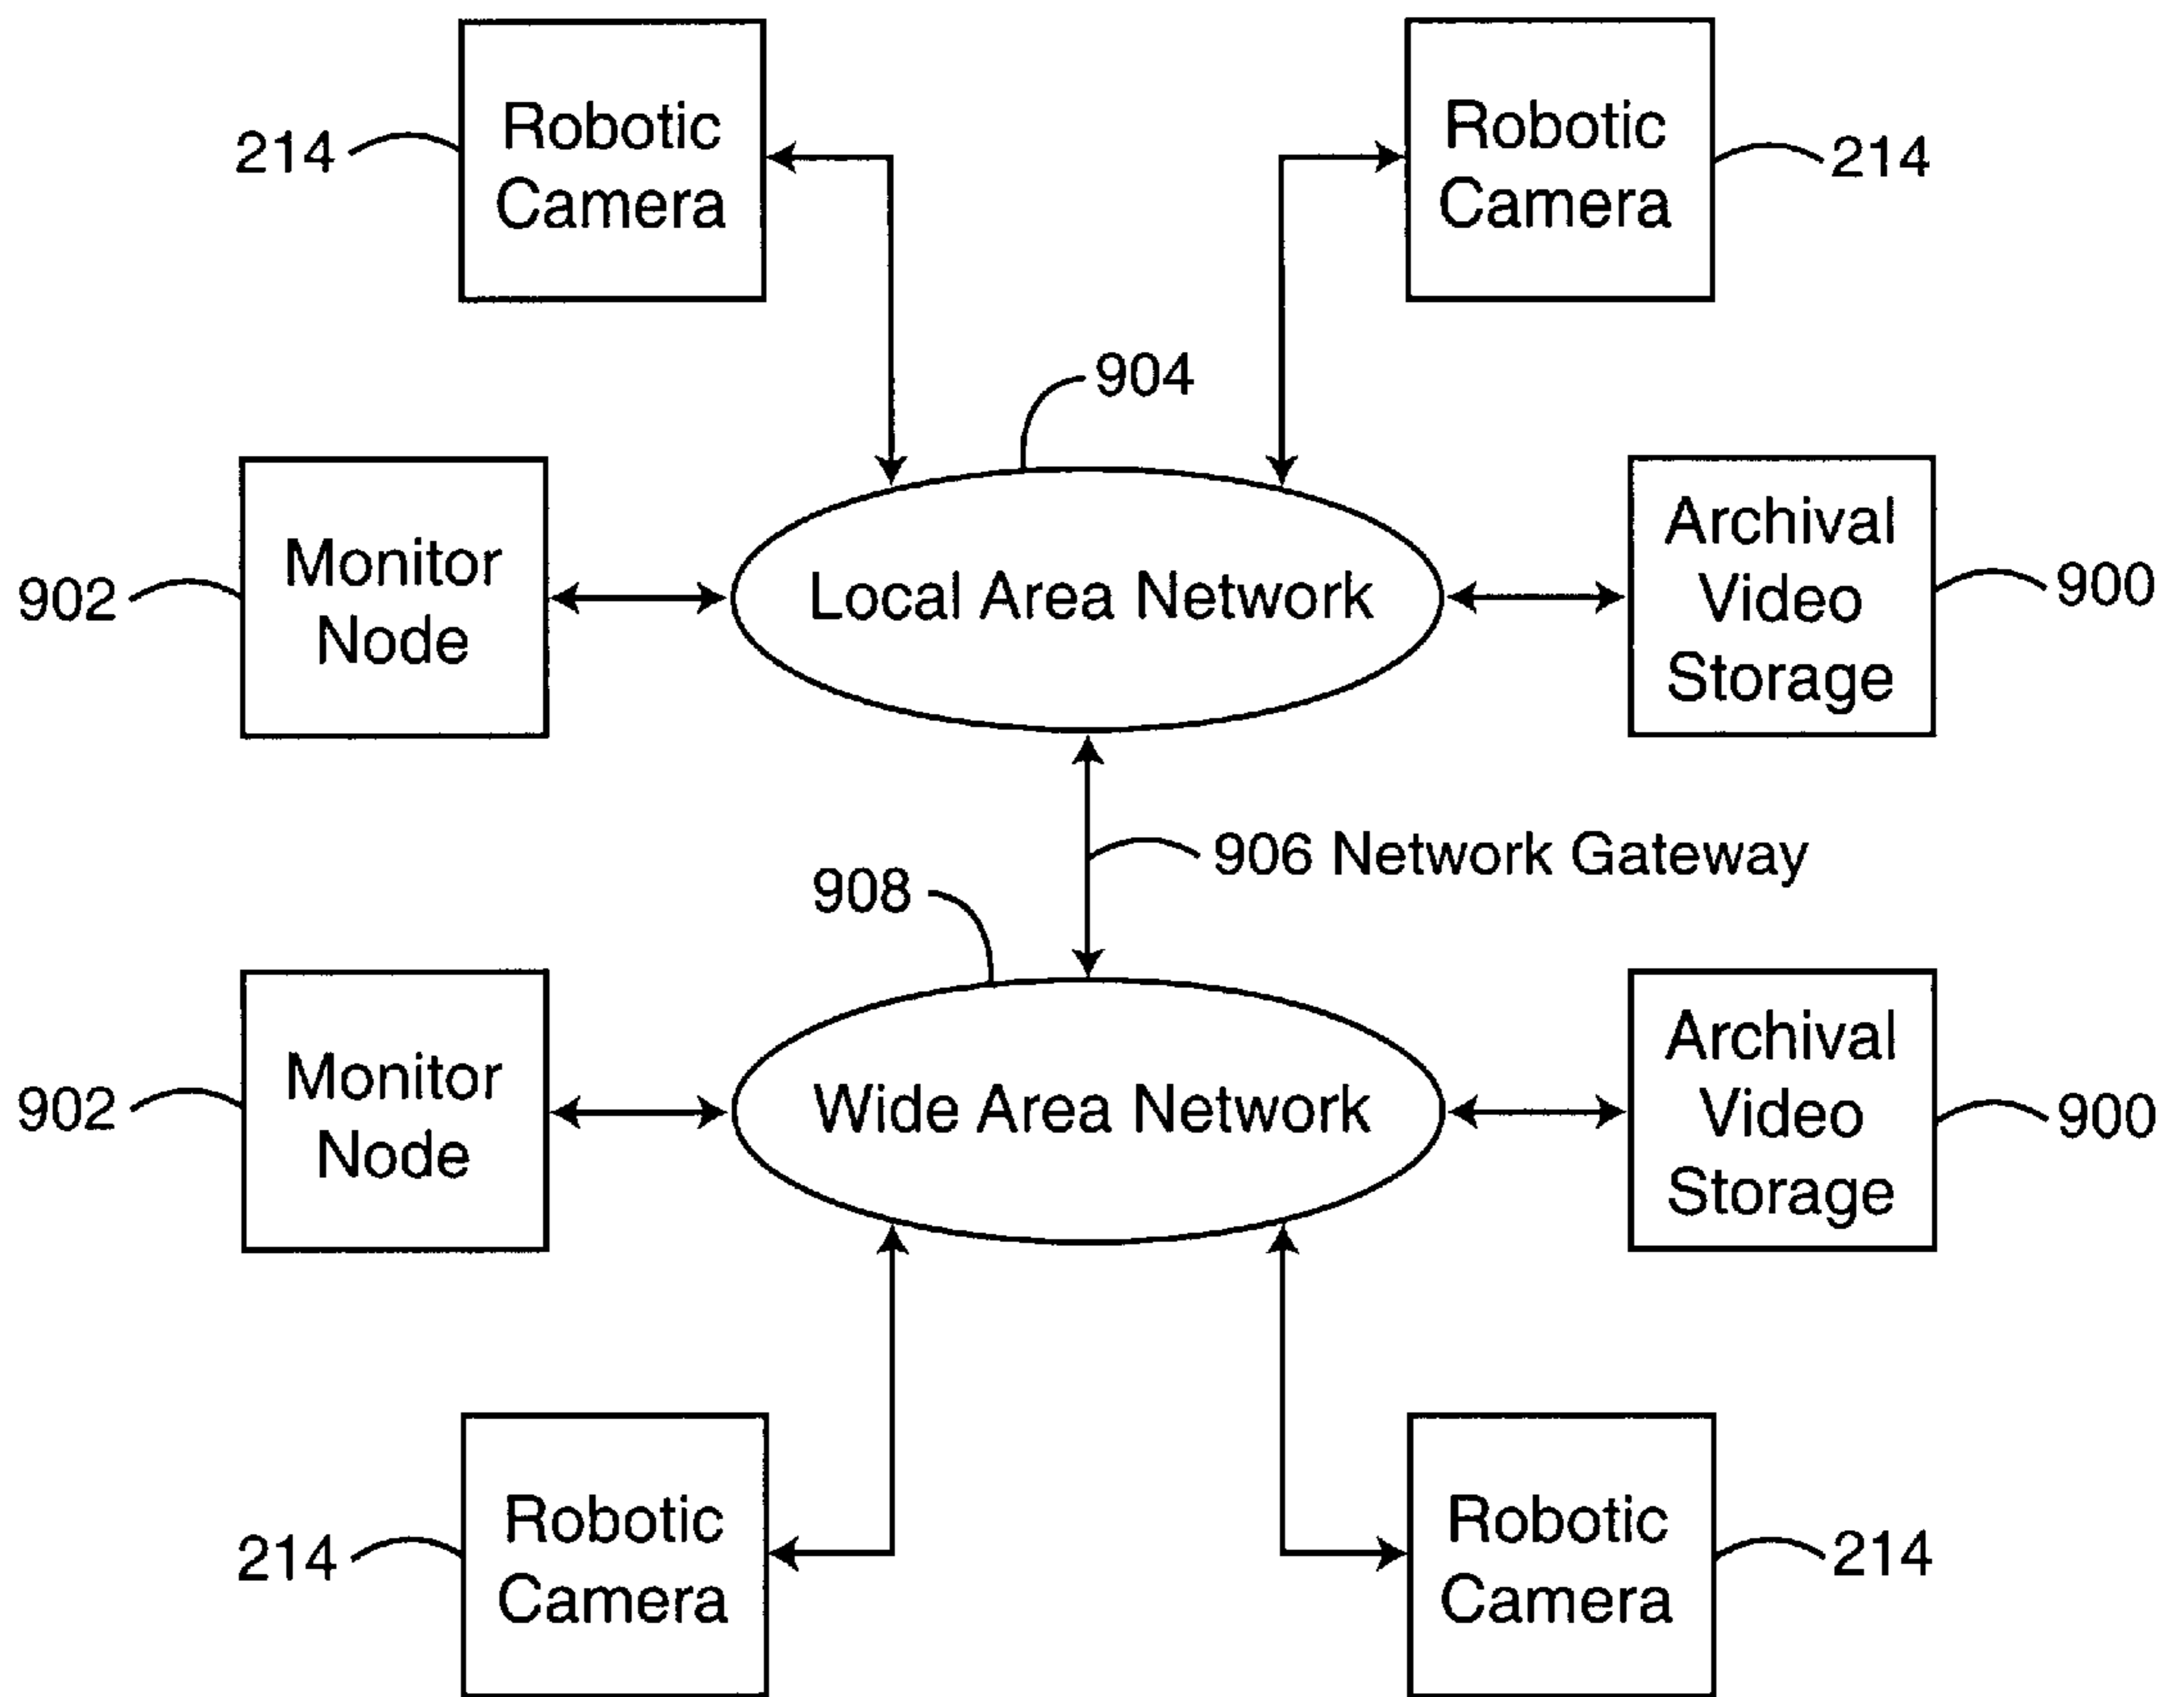 214
Robotic
Camera
Robotic
Camera
214
904
902
Monitor
Node
Local Area Network
Archival
Video
Storage
900
906 Network Gateway
908
902
Monitor
Node
Wide Area Network
Archival
Video
Storage
900
214
Robotic
Camera
Robotic
Camera
214